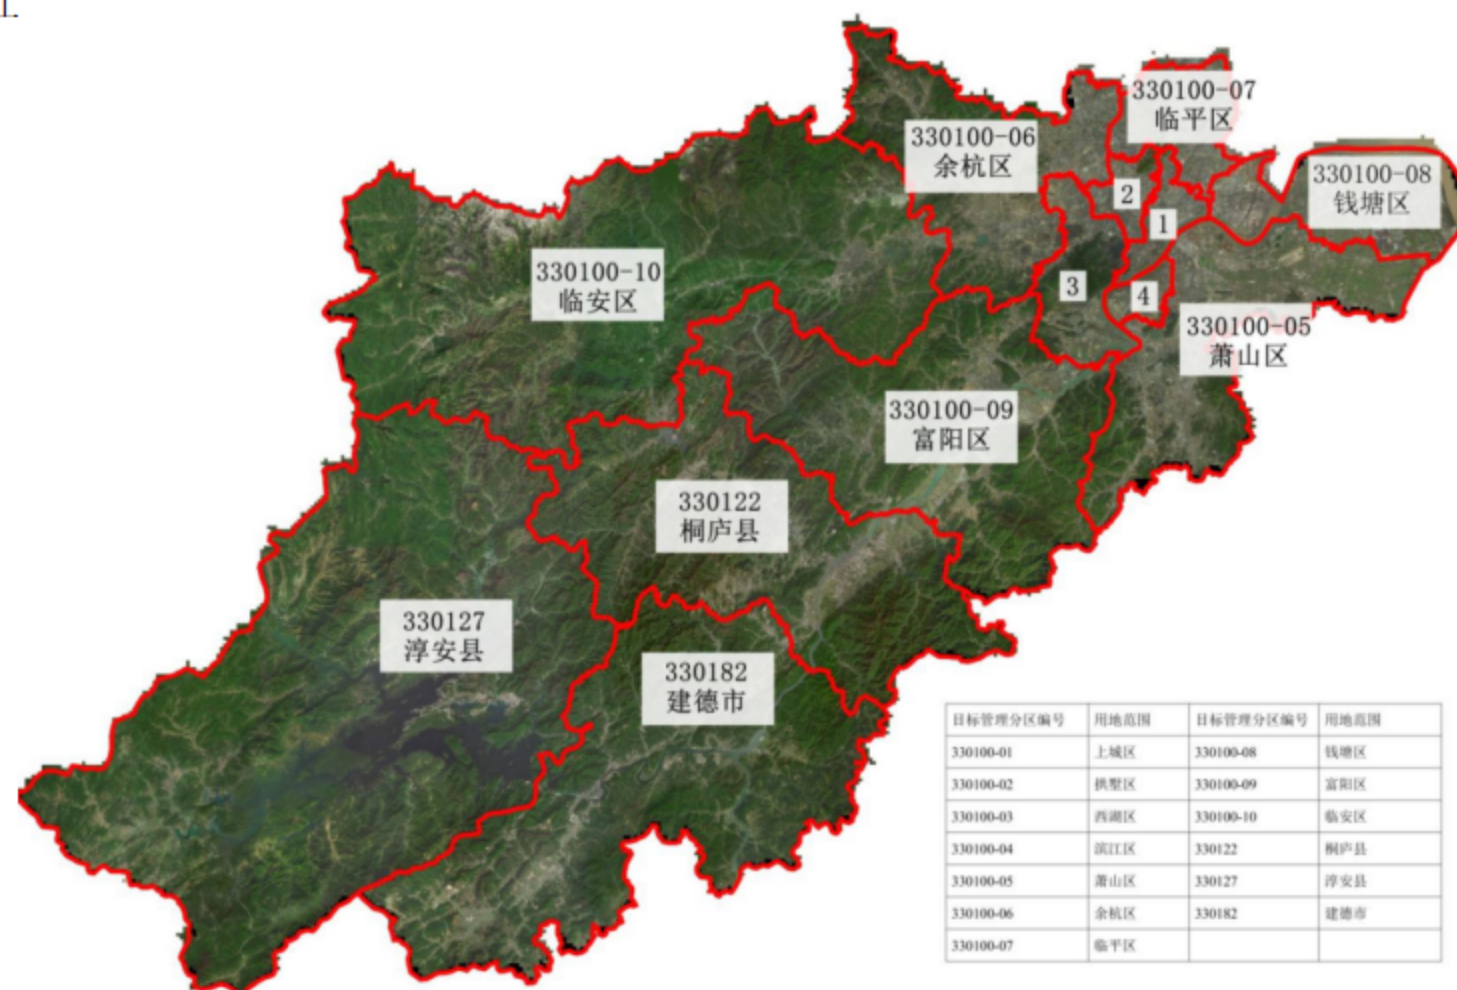 330100-07
临平区
330100-06
余杭区
330100-08
钱塘区
2
1
330100-10
临安区
3
4
330100-05
萧山区
330100-09
富阳区
330122
桐庐县
330127
淳安县
330182
建德市
目标管理分区编号 用地范围 目标管理分区编号 用地范围
330100-01 上城区 330100-08 钱塘区
330100-02 拱墅区 330100-09 富阳区
330100-03 西湖区 330100-10 临安区
330100-04 滨江区 330122 桐庐县
330100-05 萧山区 330127 淳安县
330100-06 余杭区 330182 建德市
330100-07 临平区